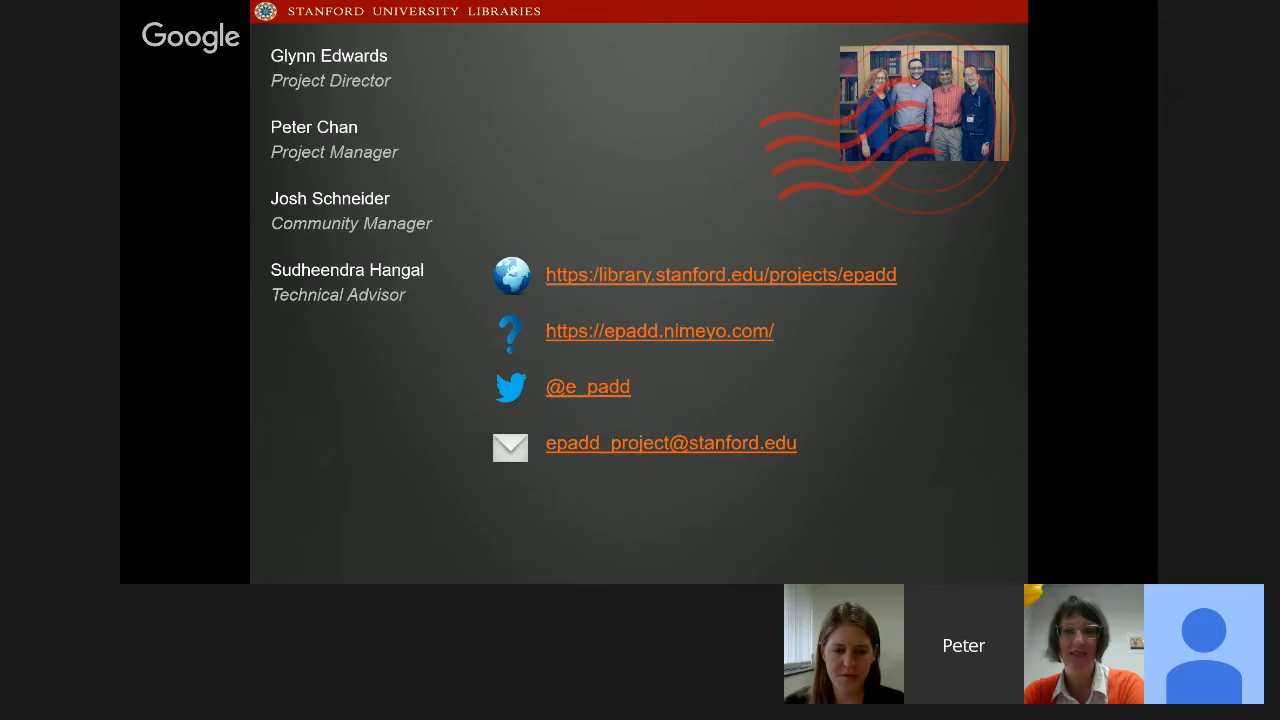 STANFORD UNIVERSITY LIBRARIES
Google
Glynn Edwards
Project Director
Peter Chan
Project Manager
Josh Schneider
Community Manager
Sudheendra Hangal
Technical Advisor
https:/library.stanford.edu/projects/epadd
https://epadd.nimeyo.com/
@e_padd
epadd_project@stanford.edu
Peter